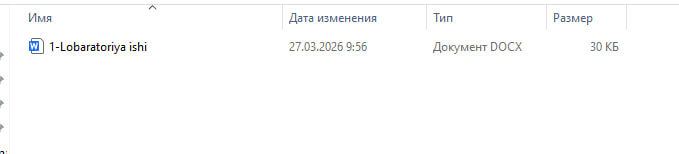 Имя Дата изменения Тип Размер
1-Lobaratoriya ishi 27.03.2026 9:56 Документ DOCX 30 КБ